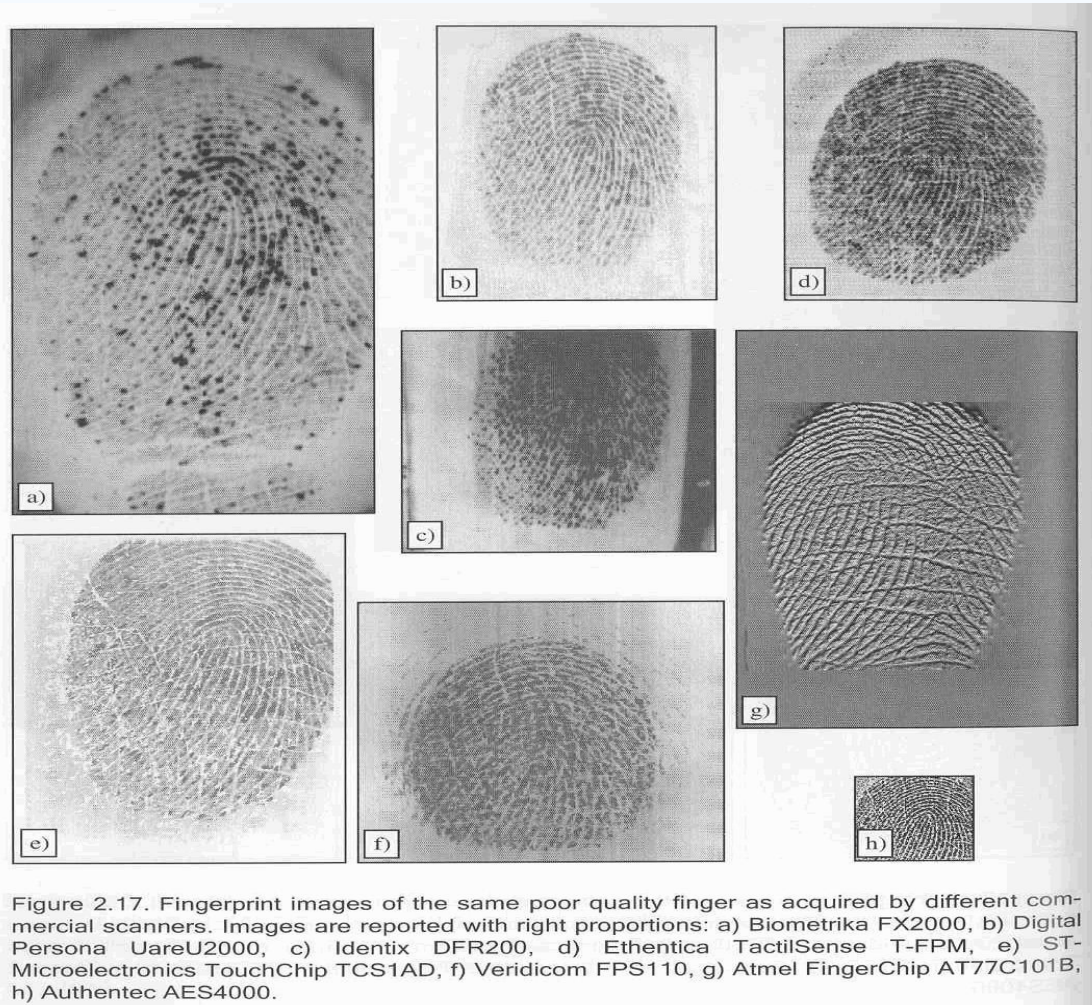 a)
b)
d)
c)
e)
f)
g)
h)
Figure 2.17. Fingerprint images of the same poor quality finger as acquired by different com-
mercial scanners. Images are reported with right proportions: a) Biometrika FX2000, b) Digital
Persona UareU2000, c) Identix DFR200, d) Ethentica TactilSense T-FPM, e) ST-
Microelectronics TouchChip TCS1AD, f) Veridicom FPS110, g) Atmel FingerChip AT77C101B,
h) Authentec AES4000.